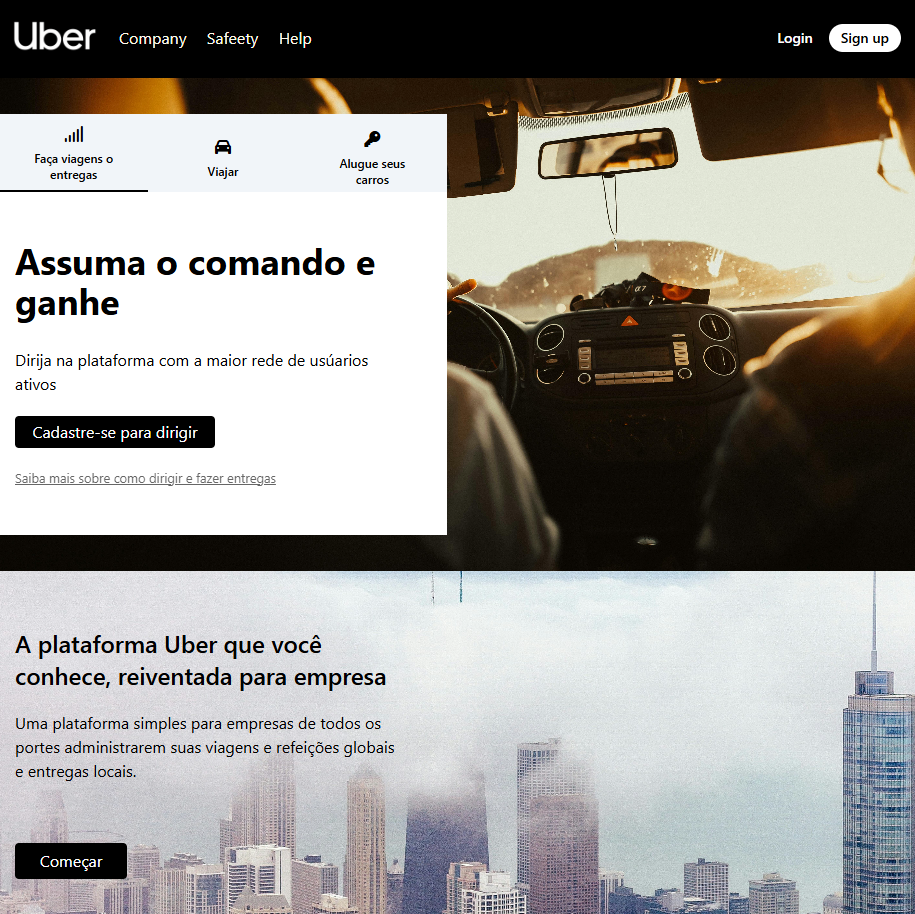 Uber
Company Safeety Help
Login Sign up
Faça viagens o
entregas
Viajar
Alugue seus
carros
Assuma o comando e
ganhe
Dirija na plataforma com a maior rede de usúarios
ativos
Cadastre-se para dirigir
Saiba mais sobre como dirigir e fazer entregas
α7
A plataforma Uber que você
conhece, reiventada para empresa
Uma plataforma simples para empresas de todos os
portes administrarem suas viagens e refeições globais
e entregas locais.
Começar